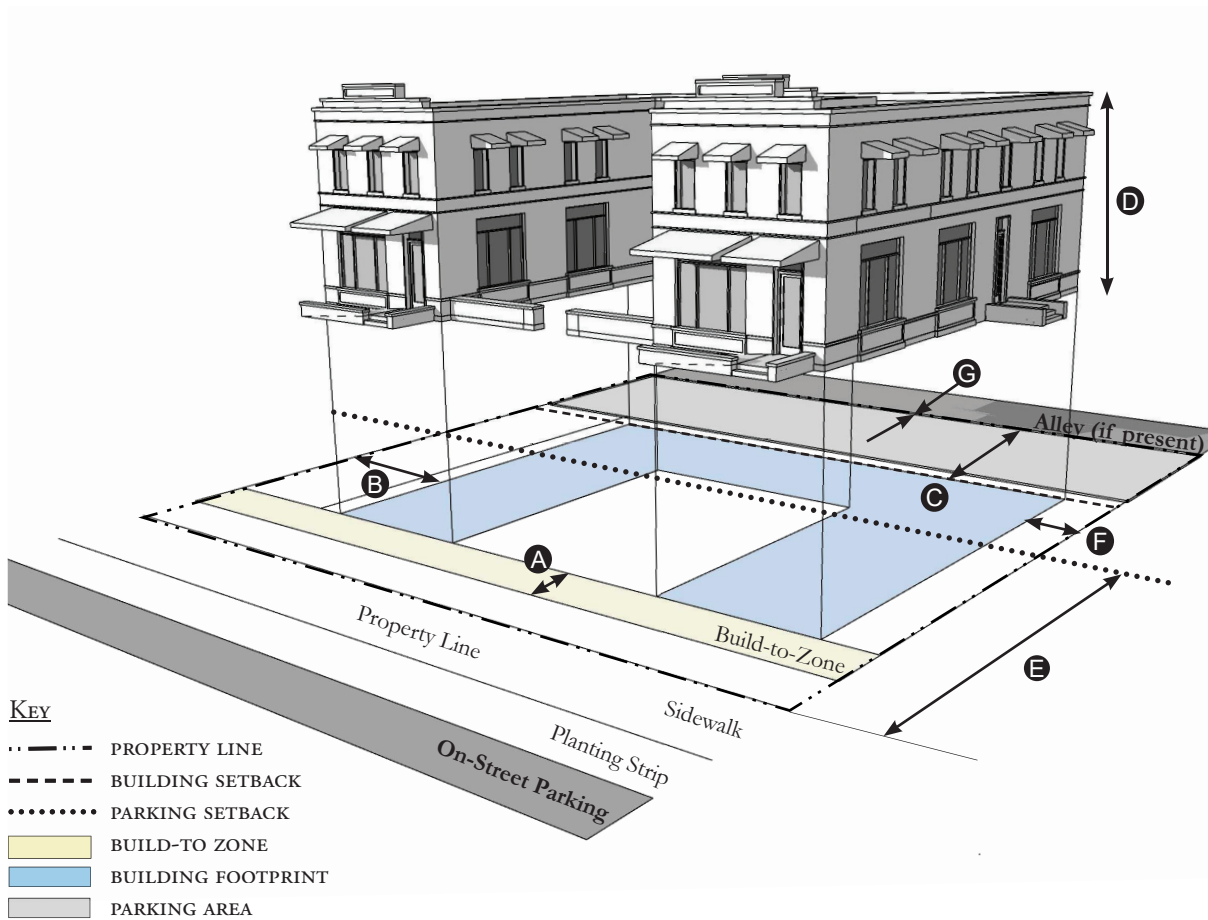 D
G
Alley (if present)
B
C
F
A
Property Line
Build-to-Zone
E
Sidewalk
Planting Strip
On-Street Parking
KEY
PROPERTY LINE
BUILDING SETBACK
PARKING SETBACK
BUILD-TO ZONE
BUILDING FOOTPRINT
PARKING AREA